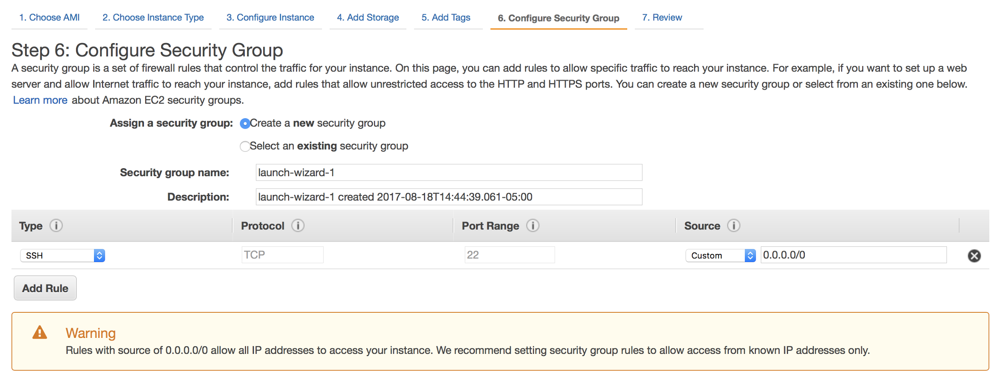 1. Choose AMI 2. Choose Instance Type 3. Configure Instance 4. Add Storage 5. Add Tags 6. Configure Security Group 7. Review
Step 6: Configure Security Group
A security group is a set of firewall rules that control the traffic for your instance. On this page, you can add rules to allow specific traffic to reach your instance. For example, if you want to set up a web
server and allow Internet traffic to reach your instance, add rules that allow unrestricted access to the HTTP and HTTPS ports. You can create a new security group or select from an existing one below.
Learn more about Amazon EC2 security groups.
Assign a security group: Create a new security group
Select an existing security group
Security group name: launch-wizard-1
Description: launch-wizard-1 created 2017-08-18T14:44:39.061-05:00
Type Protocol Port Range Source
SSH TCP 22 Custom 0.0.0.0/0
Add Rule
Warning
Rules with source of 0.0.0.0/0 allow all IP addresses to access your instance. We recommend setting security group rules to allow access from known IP addresses only.